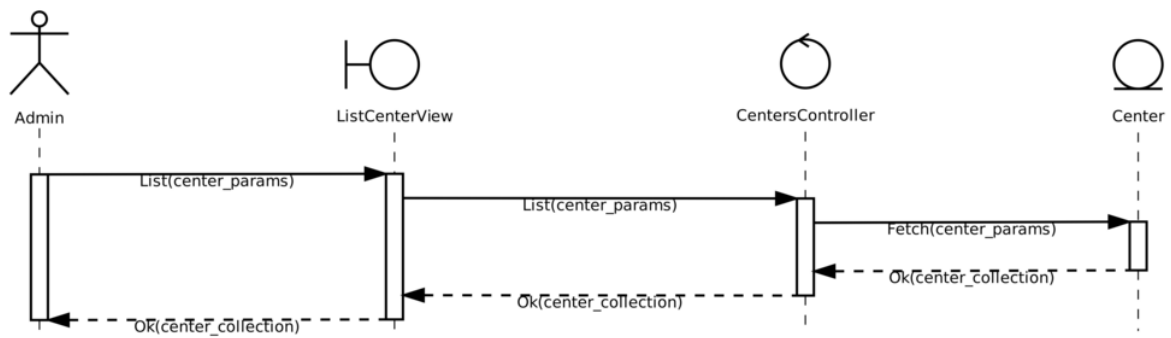 Admin
ListCenterView
CentersController
Center
List(center_params)
List(center_params)
Fetch(center_params)
Ok(center_collection)
Ok(center_collection)
Ok(center_collection)